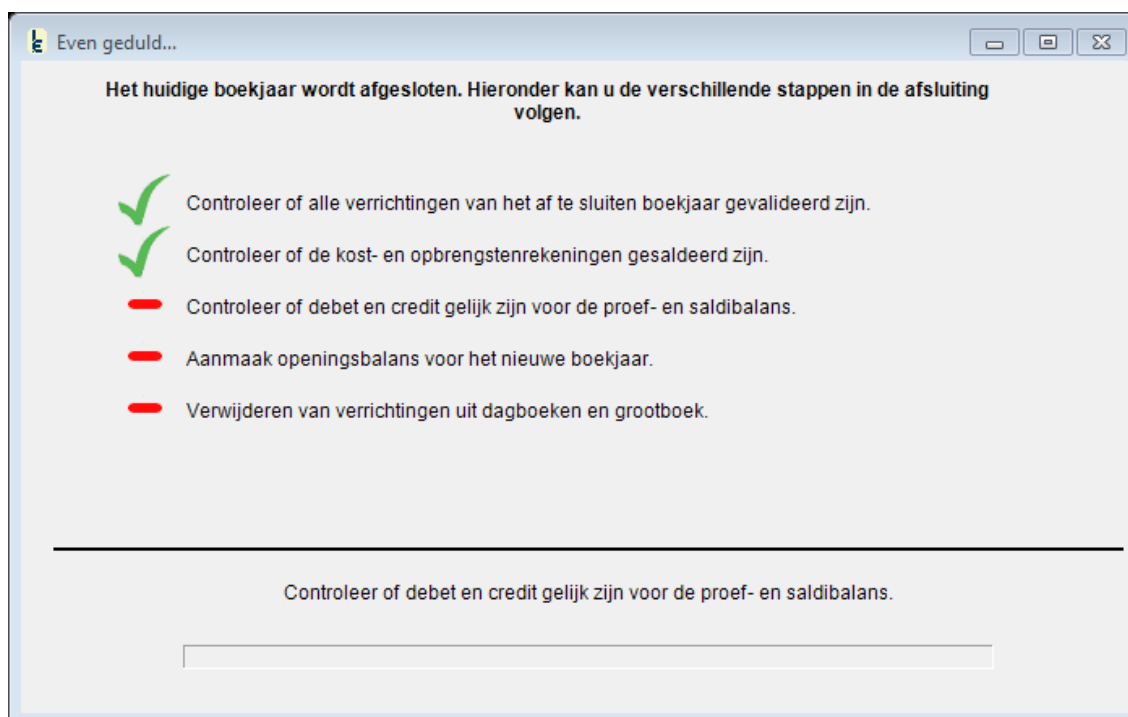 Even geduld...
Het huidige boekjaar wordt afgesloten. Hieronder kan u de verschillende stappen in de afsluiting
volgen.
Controleer of alle verrichtingen van het af te sluiten boekjaar gevalideerd zijn.
Controleer of de kost- en opbrengstenrekeningen gesaldeerd zijn.
Controleer of debet en credit gelijk zijn voor de proef- en saldibalans.
Aanmaak openingsbalans voor het nieuwe boekjaar.
Verwijderen van verrichtingen uit dagboeken en grootboek.
Controleer of debet en credit gelijk zijn voor de proef- en saldibalans.